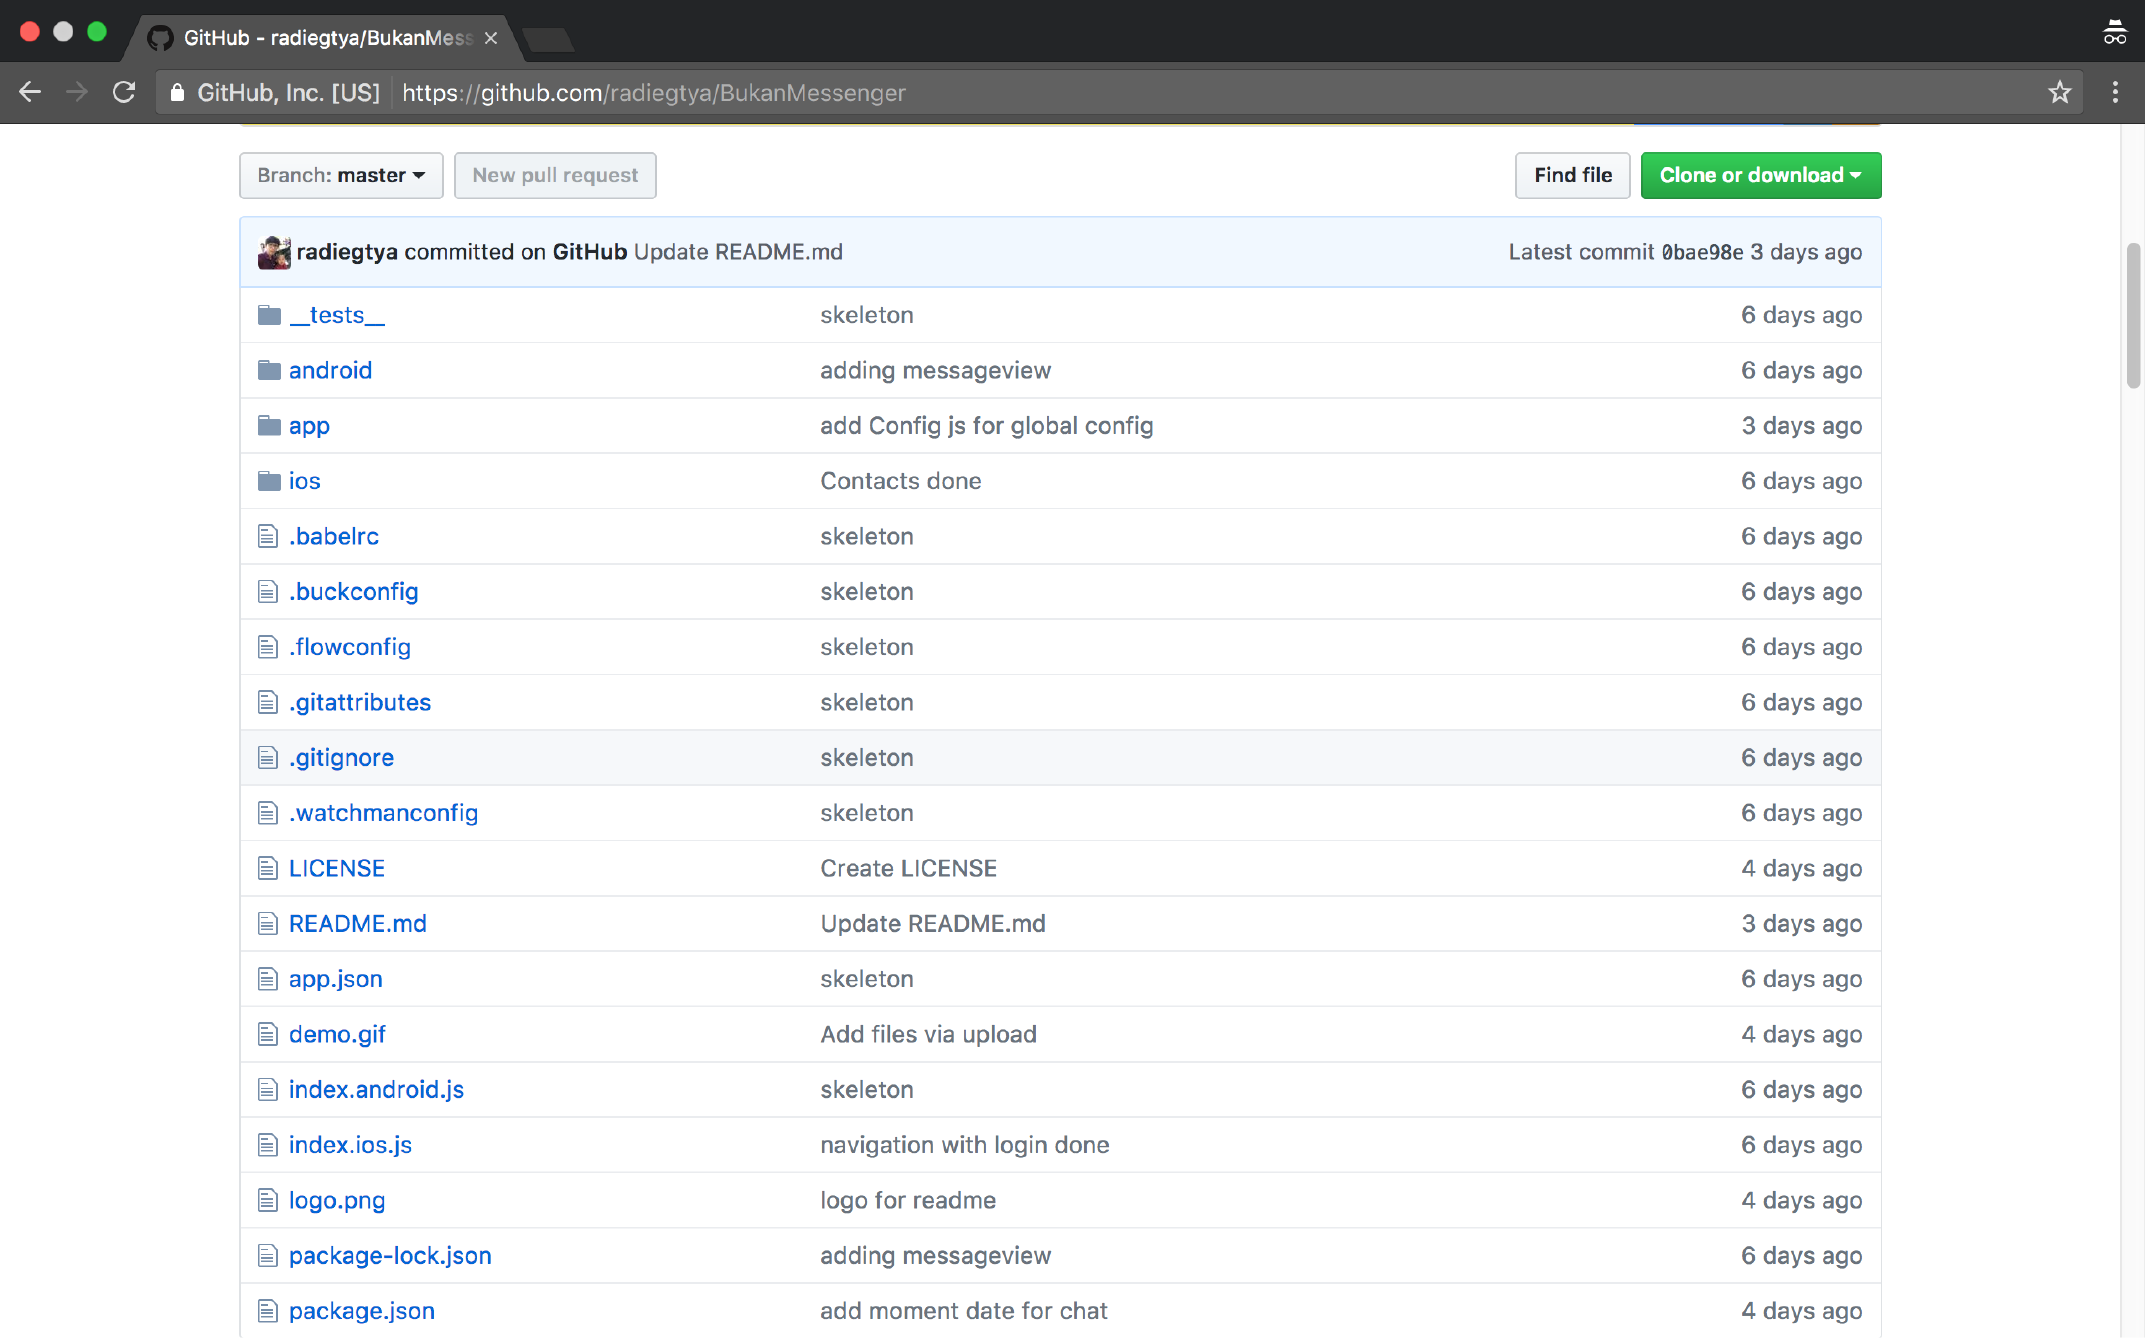 GitHub - radiegtya/BukanMess
GitHub, Inc. [US] https://github.com/radiegtya/BukanMessenger
Branch: master New pull request Find file Clone or download
radiegtya committed on GitHub Update README.md Latest commit 0bae98e 3 days ago
__tests__ skeleton 6 days ago
android adding messageview 6 days ago
app add Config js for global config 3 days ago
ios Contacts done 6 days ago
.babelrc skeleton 6 days ago
.buckconfig skeleton 6 days ago
.flowconfig skeleton 6 days ago
.gitattributes skeleton 6 days ago
.gitignore skeleton 6 days ago
.watchmanconfig skeleton 6 days ago
LICENSE Create LICENSE 4 days ago
README.md Update README.md 3 days ago
app.json skeleton 6 days ago
demo.gif Add files via upload 4 days ago
index.android.js skeleton 6 days ago
index.ios.js navigation with login done 6 days ago
logo.png logo for readme 4 days ago
package-lock.json adding messageview 6 days ago
package.json add moment date for chat 4 days ago